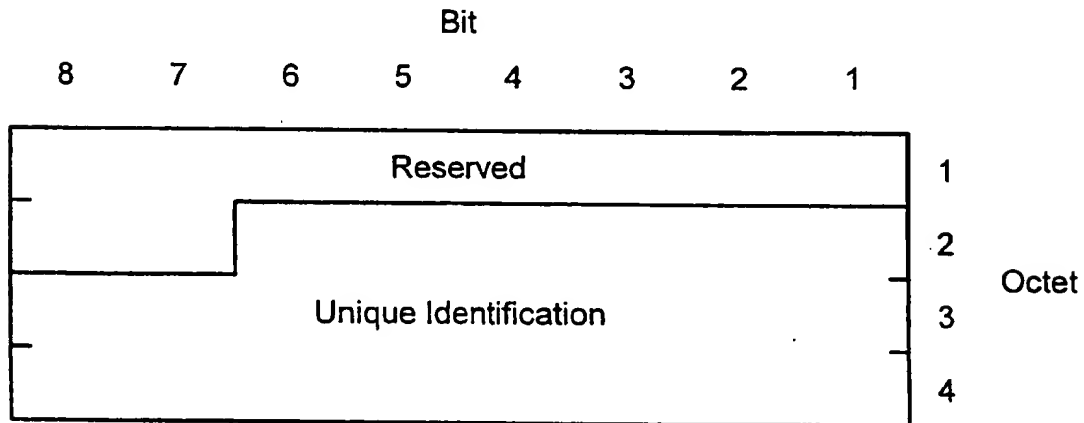 Bit
8 7 6 5 4 3 2 1
Reserved 1
2
Octet
Unique Identification 3
4